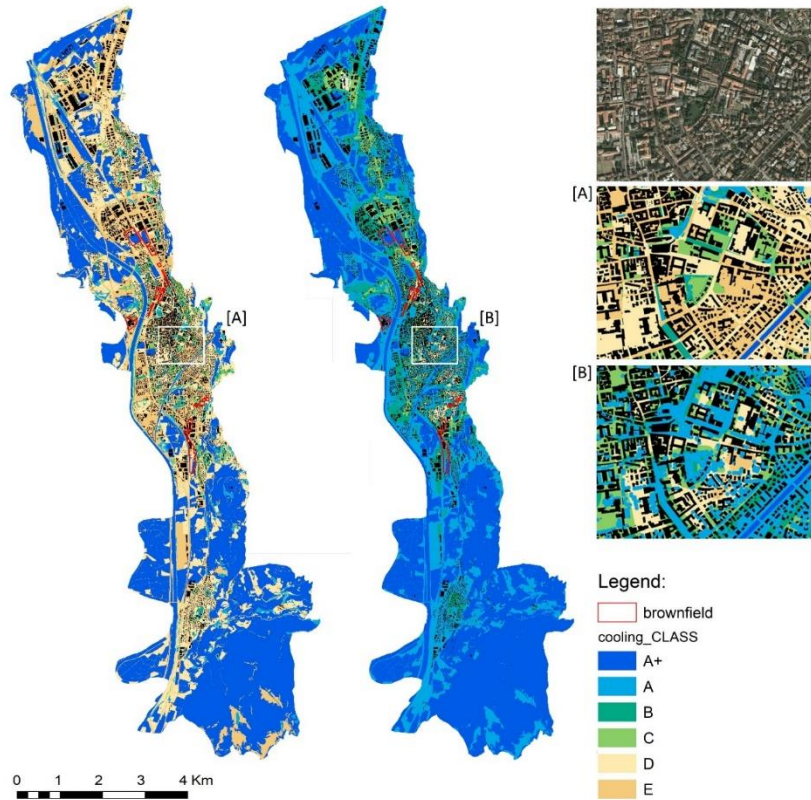 [A]
[B]
[A]
[B]
Legend:
brownfield
cooling_CLASS
A+
A
B
C
D
E
0 1 2 3 4 Km